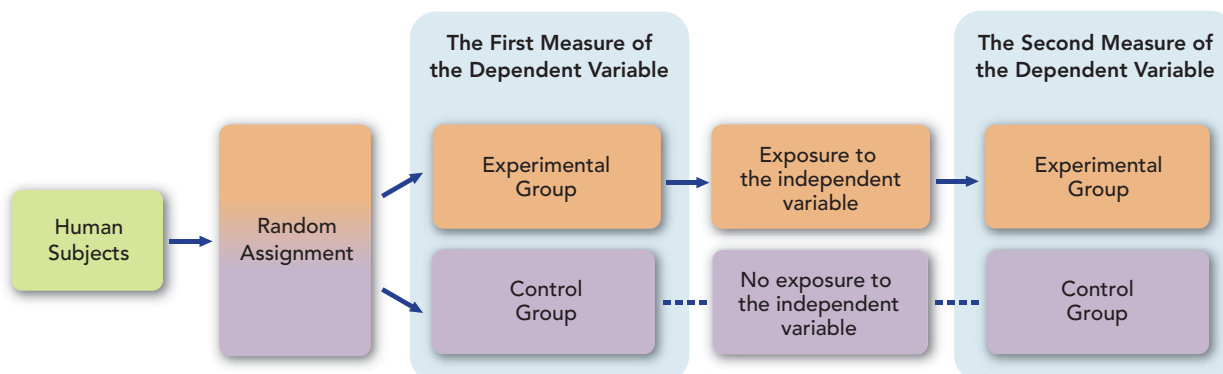 The First Measure of
the Dependent Variable
The Second Measure of
the Dependent Variable
Human
Subjects
Random
Assignment
Experimental
Group
Exposure to
the independent
variable
Experimental
Group
Control
Group
No exposure to
the independent
variable
Control
Group